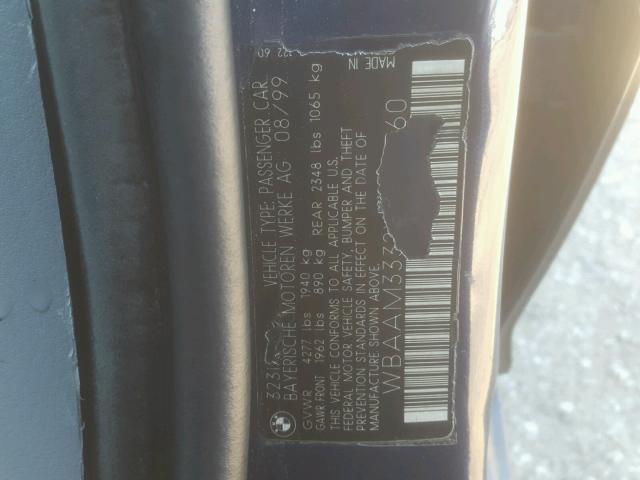 323i VEHICLE TYPE: PASSENGER CAR
BAYERISCHE MOTOREN WERKE AG 08/99
GVWR 4277 lbs 1940 kg
GAWR FRONT 1962 lbs 890 kg REAR 2348 lbs 1065 kg
THIS VEHICLE CONFORMS TO ALL APPLICABLE U.S.
FEDERAL MOTOR VEHICLE SAFETY, BUMPER AND THEFT
PREVENTION STANDARDS IN EFFECT ON THE DATE OF
MANUFACTURE SHOWN ABOVE.
WBAAM333 60
MADE IN